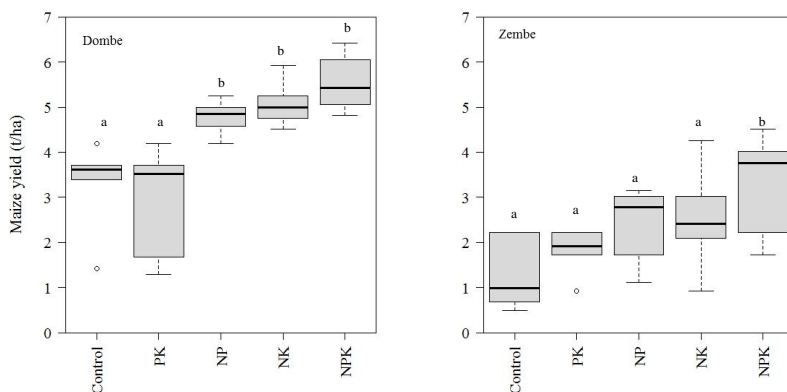 Dombe
Maize yield (t/ha)
7
6
5
4
3
2
1
0
a
a
b
b
b
Control
PK
NP
NK
NPK
Zembe
7
6
5
4
3
2
1
0
a
a
a
a
b
Control
PK
NP
NK
NPK